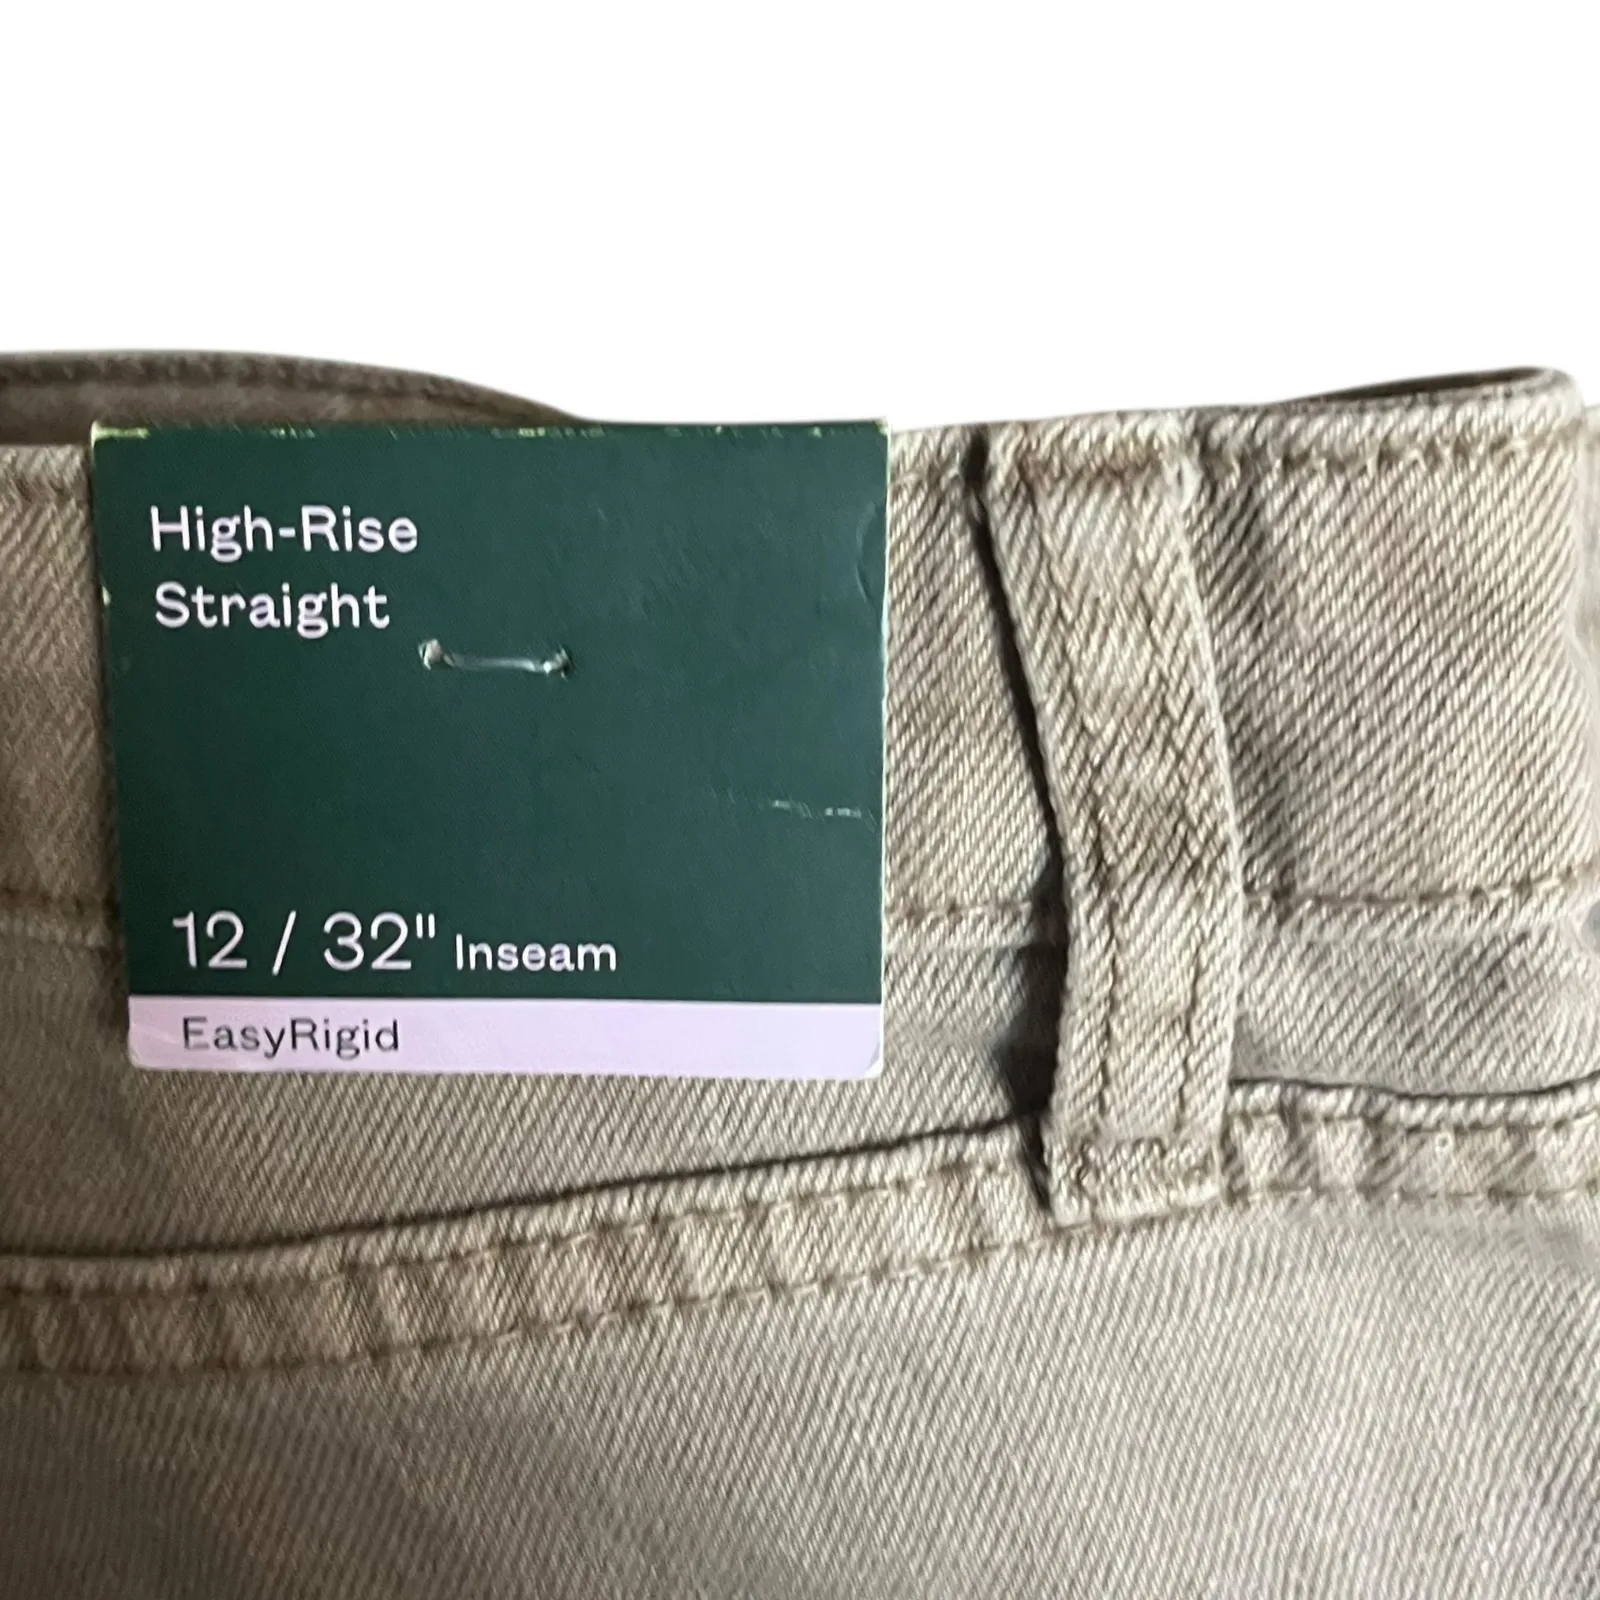 High-Rise
Straight
12 / 32" Inseam
EasyRigid